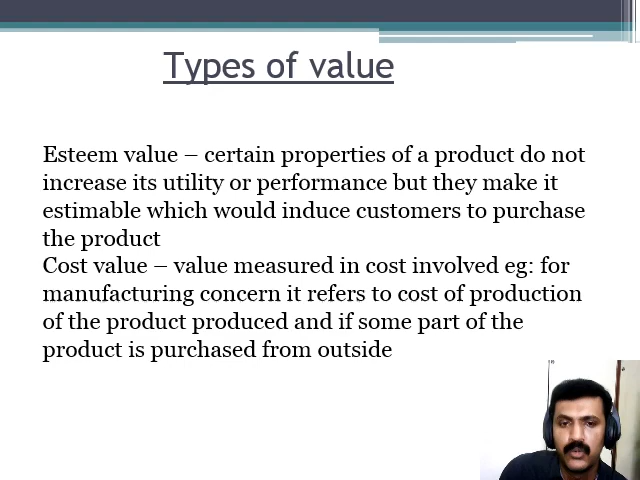 Types of value
Esteem value – certain properties of a product do not
increase its utility or performance but they make it
estimable which would induce customers to purchase
the product
Cost value – value measured in cost involved eg: for
manufacturing concern it refers to cost of production
of the product produced and if some part of the
product is purchased from outside